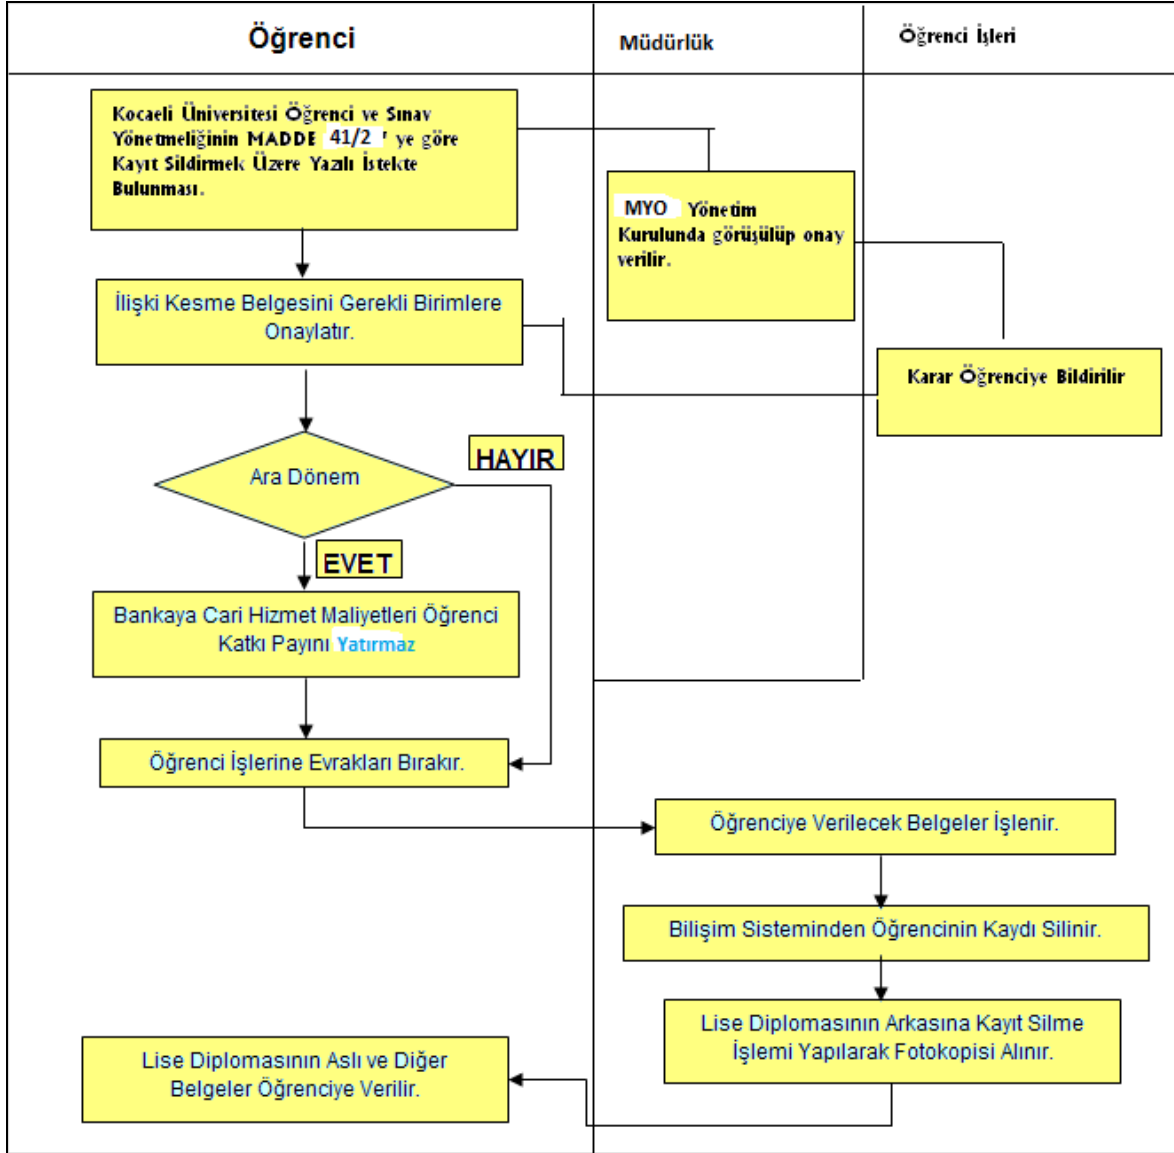 Öğrenci
Müdürlük
Öğrenci İşleri
Kocaeli Üniversitesi Öğrenci ve Sınav
Yönetmeliğinin MADDE 41/2 ' ye göre
Kayıt Sildirmek Üzere Yazılı İstekte
Bulunması.
MYO Yönetim
Kurulunda görüşülüp onay
verilir.
İlişki Kesme Belgesini Gerekli Birimlere
Onaylatır.
Karar Öğrenciye Bildirilir
Ara Dönem
HAYIR
EVET
Bankaya Cari Hizmet Maliyetleri Öğrenci
Katkı Payını Yatırmaz
Öğrenci İşlerine Evrakları Bırakır.
Öğrenciye Verilecek Belgeler İşlenir.
Bilişim Sisteminden Öğrencinin Kaydı Silinir.
Lise Diplomasının Arkasına Kayıt Silme
İşlemi Yapılarak Fotokopisi Alınır.
Lise Diplomasının Aslı ve Diğer
Belgeler Öğrenciye Verilir.